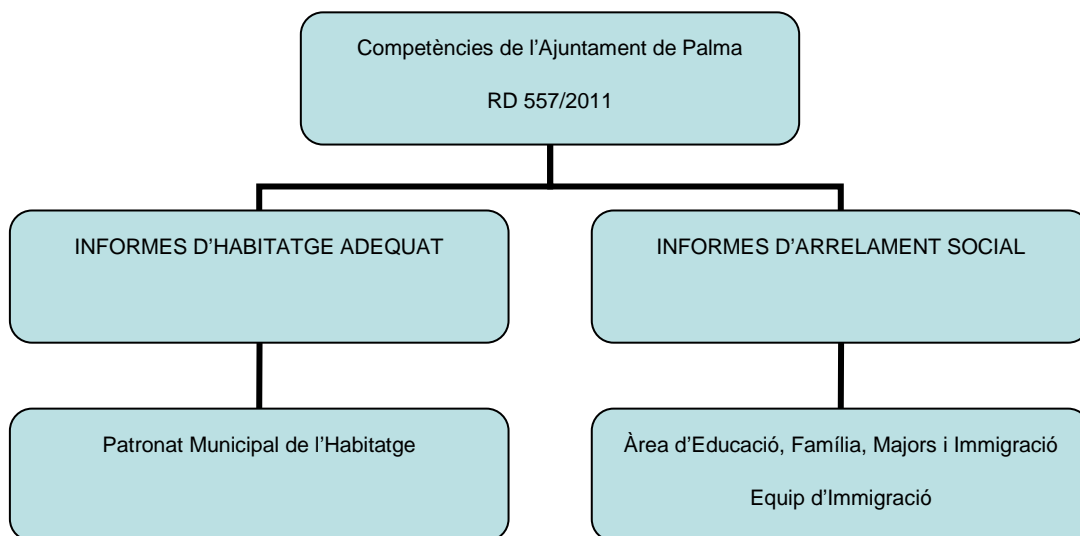 Competències de l’Ajuntament de Palma
RD 557/2011
INFORMES D’HABITATGE ADEQUAT
INFORMES D’ARRELAMENT SOCIAL
Patronat Municipal de l’Habitatge
Àrea d’Educació, Família, Majors i Immigració
Equip d’Immigració